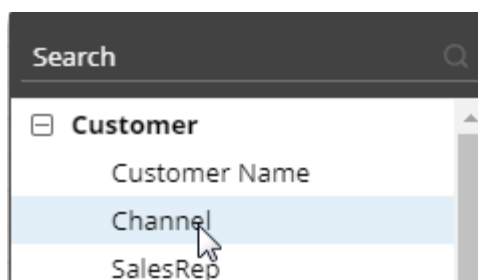 Search
Customer
Customer Name
Channel
SalesRep